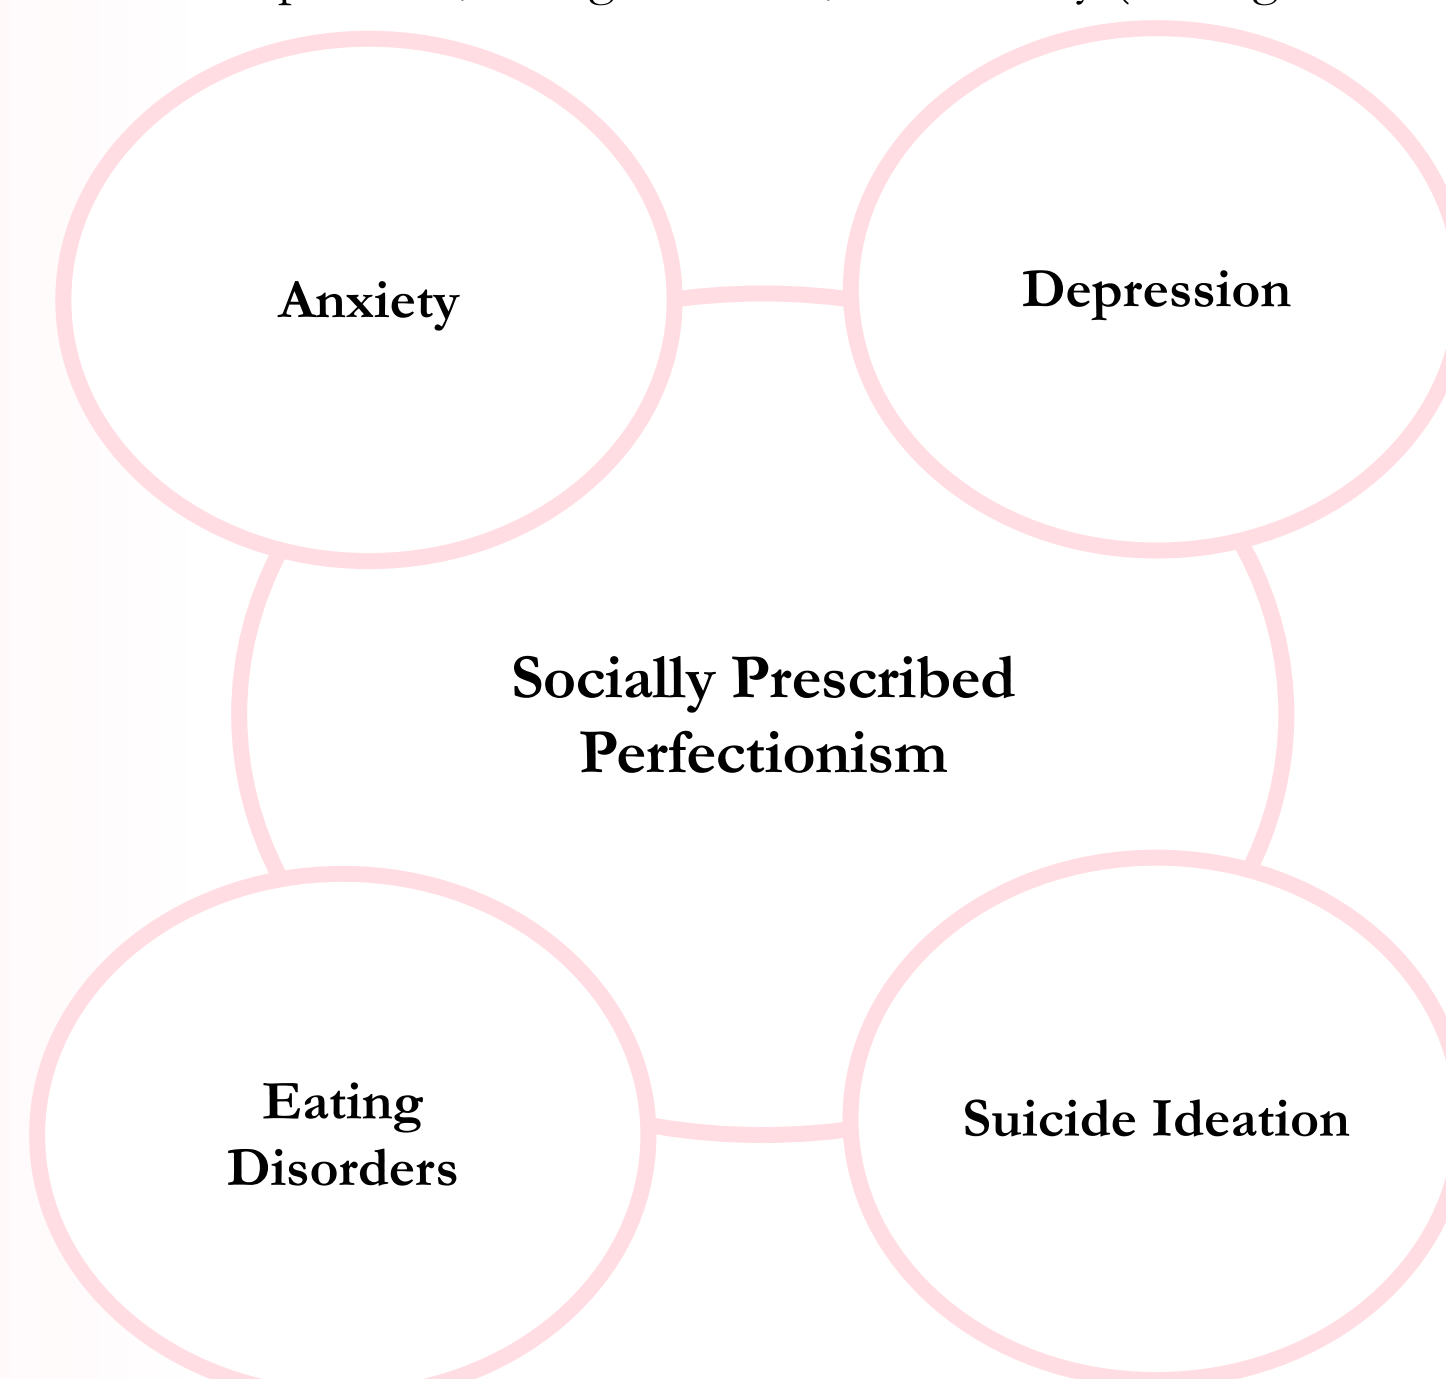 Anxiety
Depression
Socially Prescribed
Perfectionism
Eating
Disorders
Suicide Ideation